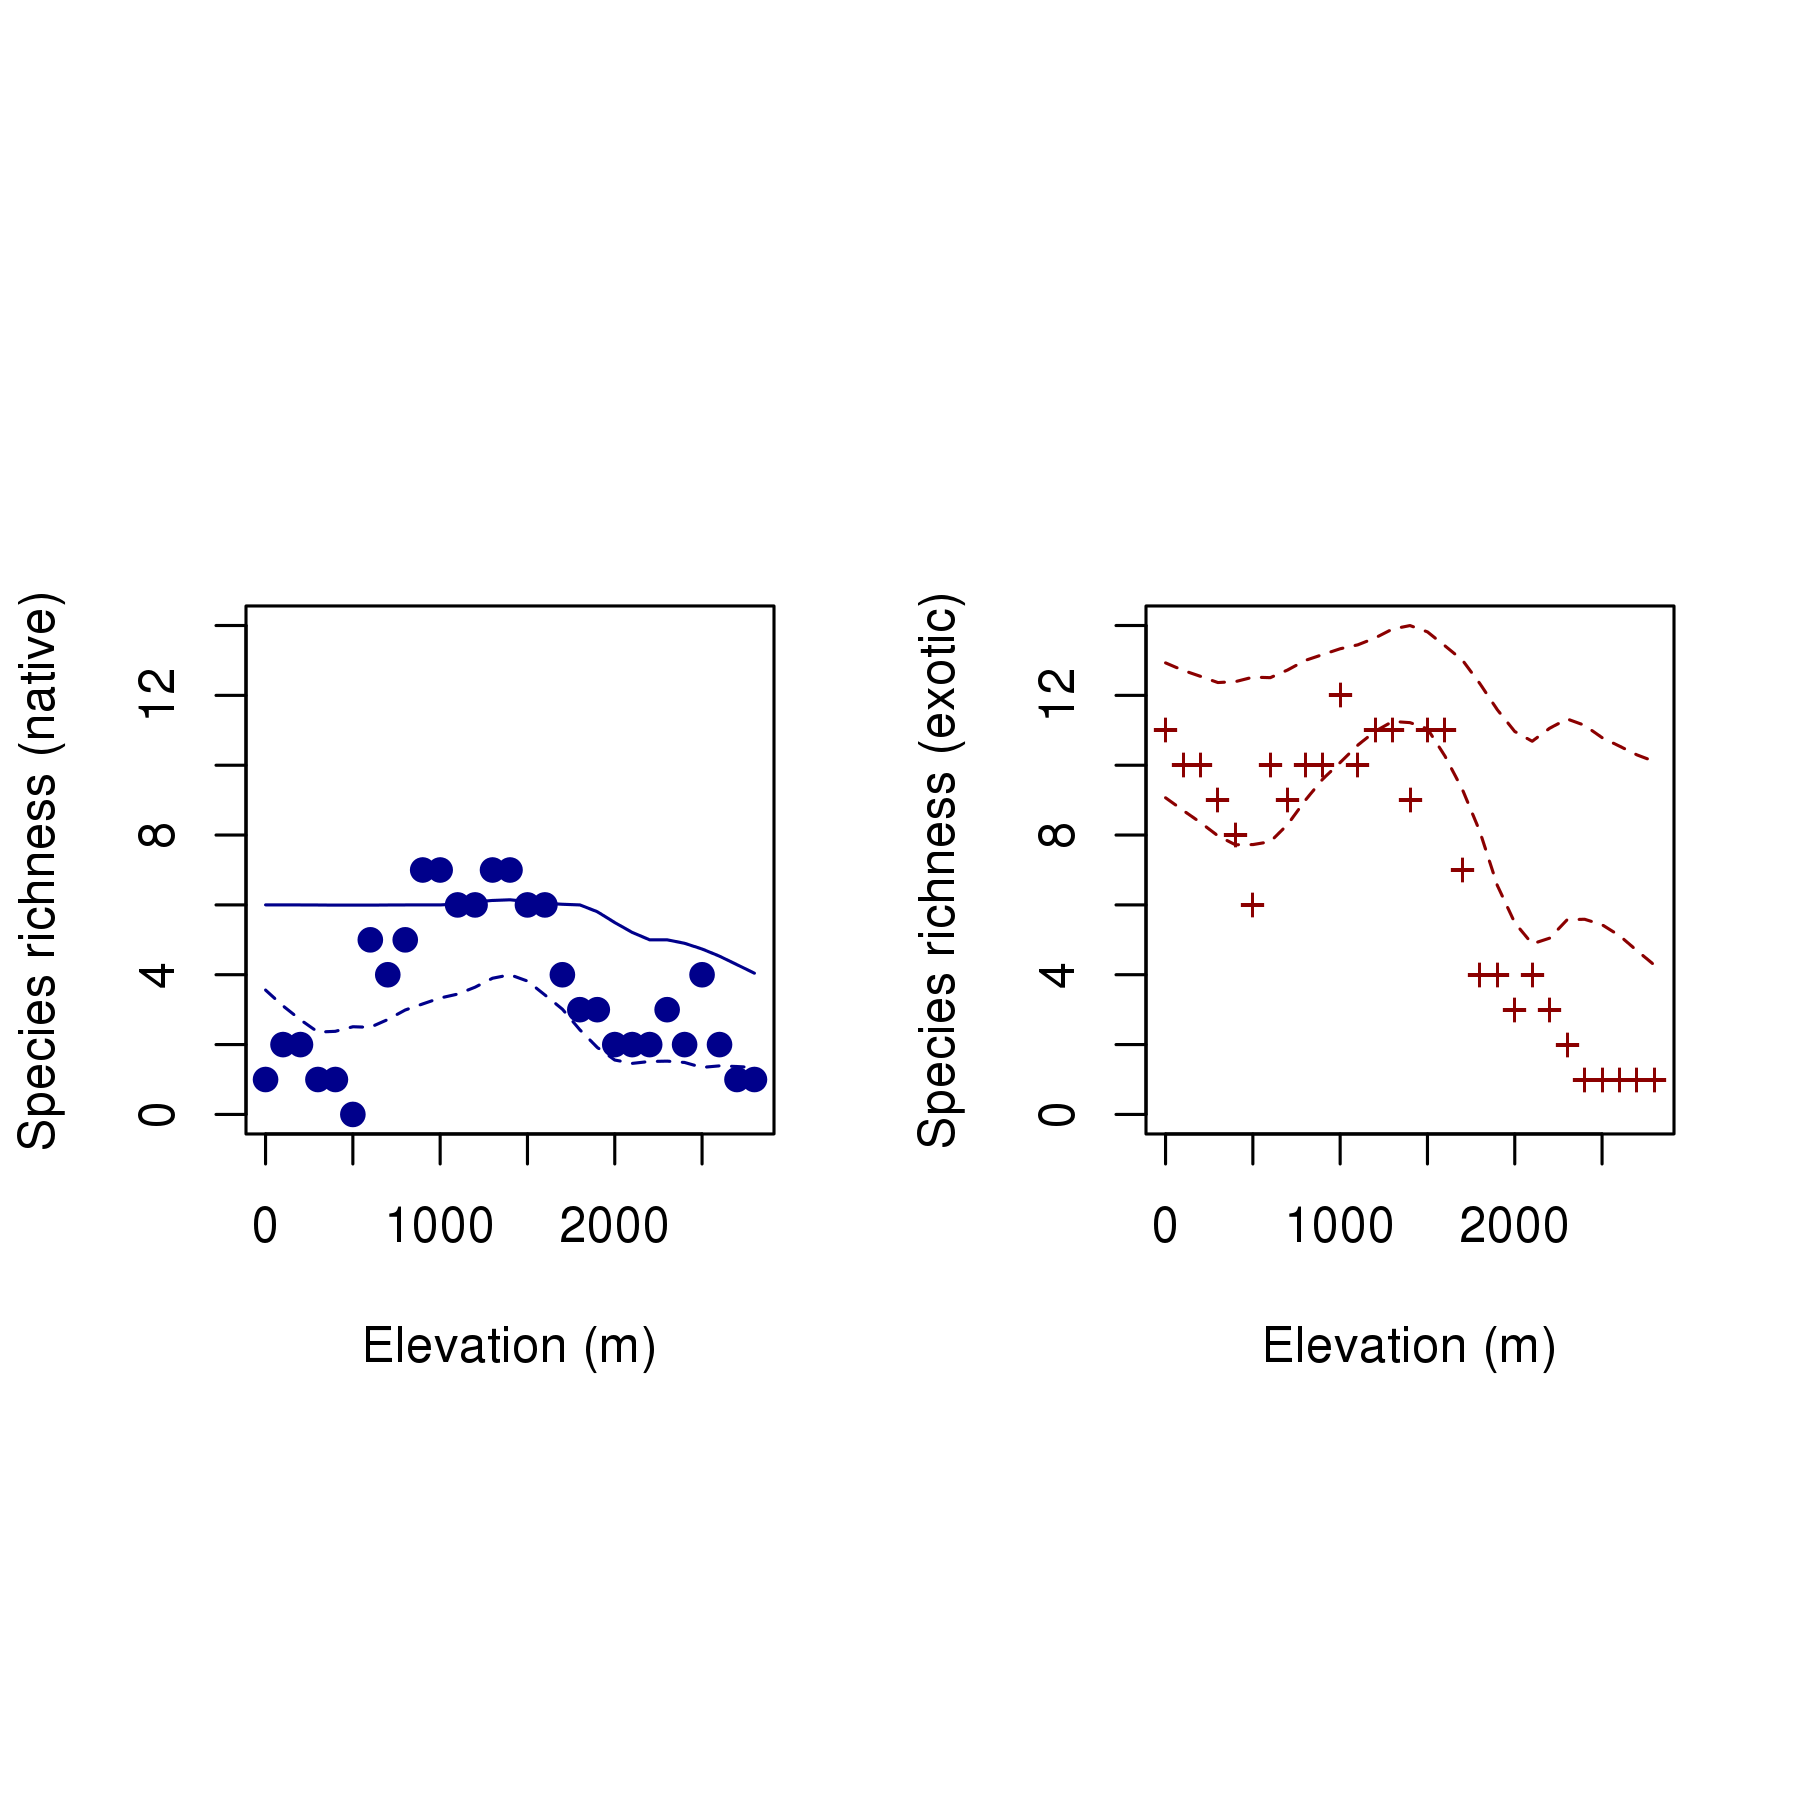 Species richness (native)
12
8
4
0
0 1000 2000
Elevation (m)
Species richness (exotic)
12
8
4
0
0 1000 2000
Elevation (m)